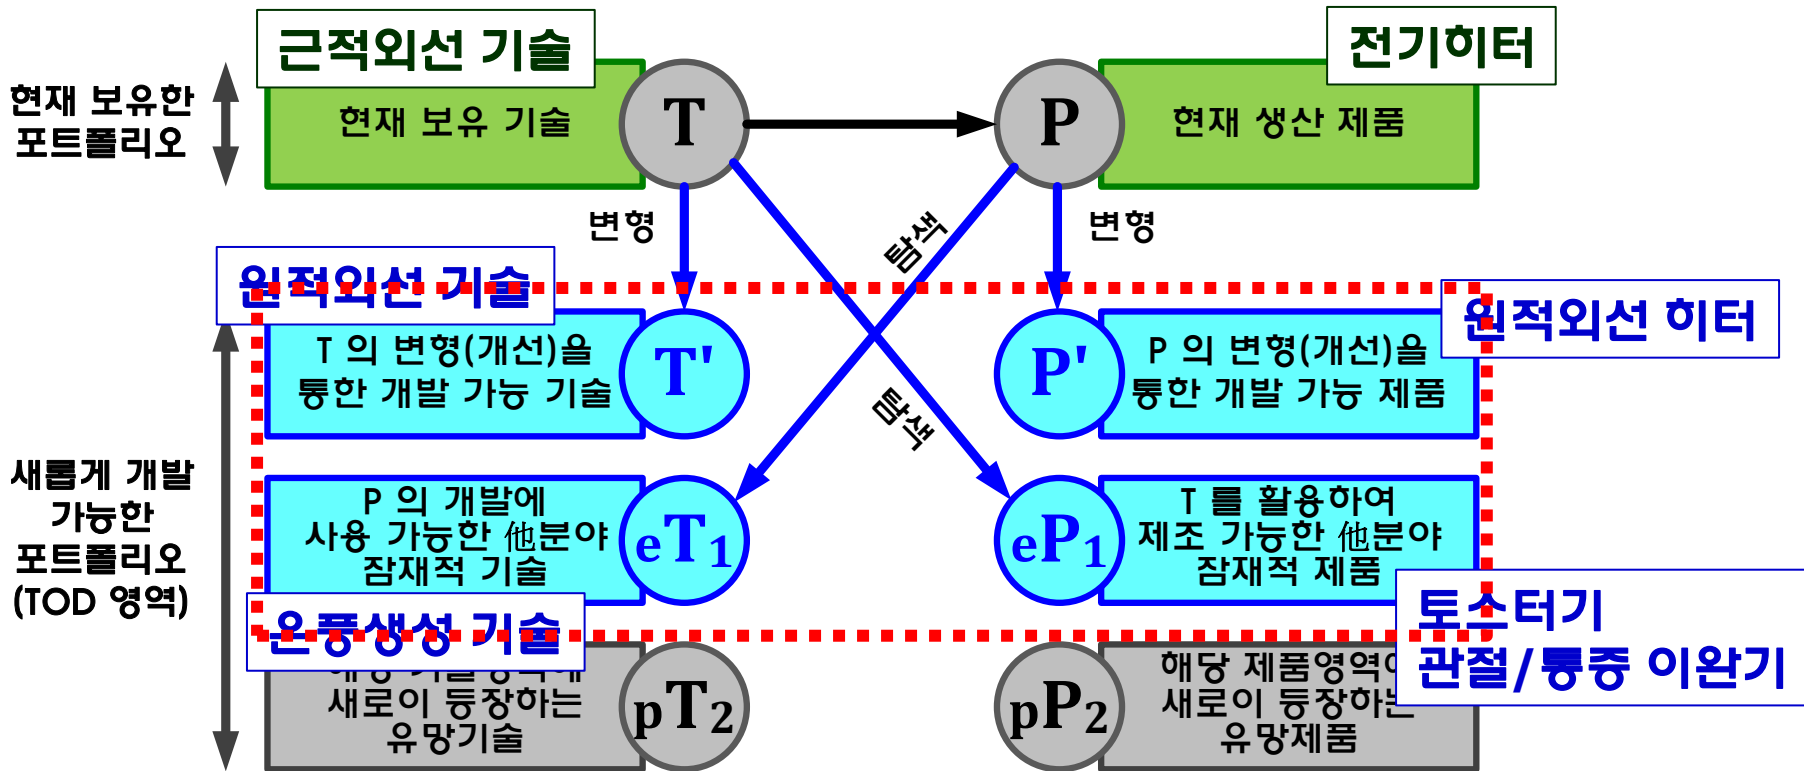 근적외선 기술
전기히터
현재 보유한
포트폴리오
현재 보유 기술
T
P
현재 생산 제품
변형
탐색
변형
원적외선 기술
원적외선 히터
T 의 변형(개선)을
통한 개발 가능 기술
T'
P'
P 의 변형(개선)을
통한 개발 가능 제품
탐색
새롭게 개발
가능한
포트폴리오
(TOD 영역)
P 의 개발에
사용 가능한 他분야
잠재적 기술
eT1
eP1
T 를 활용하여
제조 가능한 他분야
잠재적 제품
온풍생성 기술
토스터기
관절/통증 이완기
새로이 등장하는
유망기술
pT2
pP2
해당 제품영역에
새로이 등장하는
유망제품